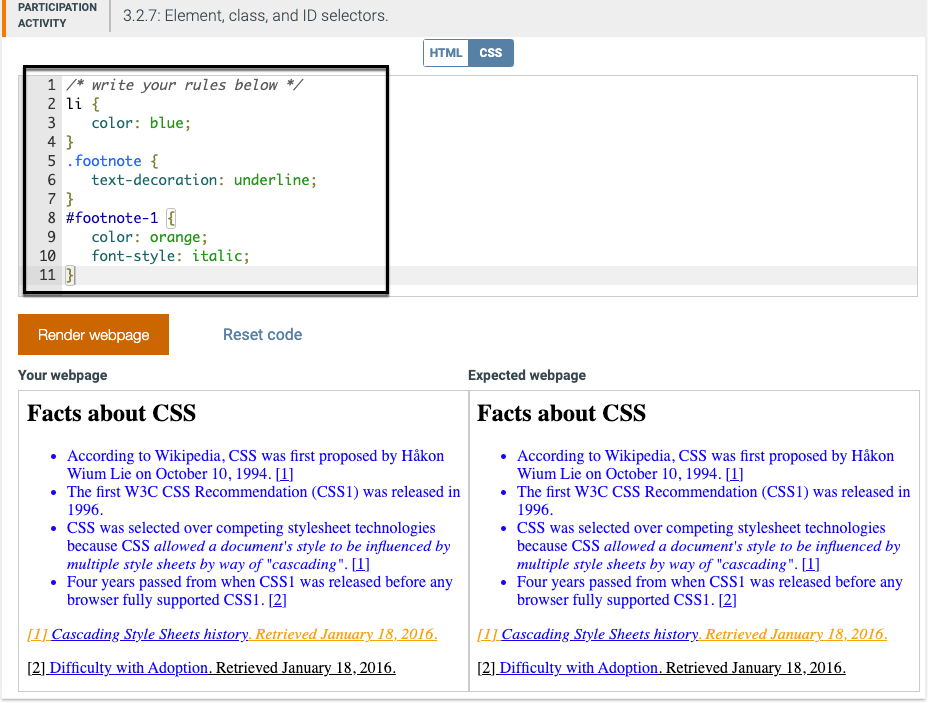 PARTICIPATION
ACTIVITY
3.2.7: Element, class, and ID selectors.
HTML CSS
1 /* write your rules below */
2 li {
3 color: blue;
4 }
5 .footnote {
6 text-decoration: underline;
7 }
8 #footnote-1 {
9 color: orange;
10 font-style: italic;
11 }
Render webpage Reset code
Your webpage
Facts about CSS
• According to Wikipedia, CSS was first proposed by Håkon
Wium Lie on October 10, 1994. [1]
• The first W3C CSS Recommendation (CSS1) was released in
1996.
• CSS was selected over competing stylesheet technologies
because CSS allowed a document's style to be influenced by
multiple style sheets by way of "cascading". [1]
• Four years passed from when CSS1 was released before any
browser fully supported CSS1. [2]
[1] Cascading Style Sheets history. Retrieved January 18, 2016.
[2] Difficulty with Adoption. Retrieved January 18, 2016.
Expected webpage
Facts about CSS
• According to Wikipedia, CSS was first proposed by Håkon
Wium Lie on October 10, 1994. [1]
• The first W3C CSS Recommendation (CSS1) was released in
1996.
• CSS was selected over competing stylesheet technologies
because CSS allowed a document's style to be influenced by
multiple style sheets by way of "cascading". [1]
• Four years passed from when CSS1 was released before any
browser fully supported CSS1. [2]
[1] Cascading Style Sheets history. Retrieved January 18, 2016.
[2] Difficulty with Adoption. Retrieved January 18, 2016.